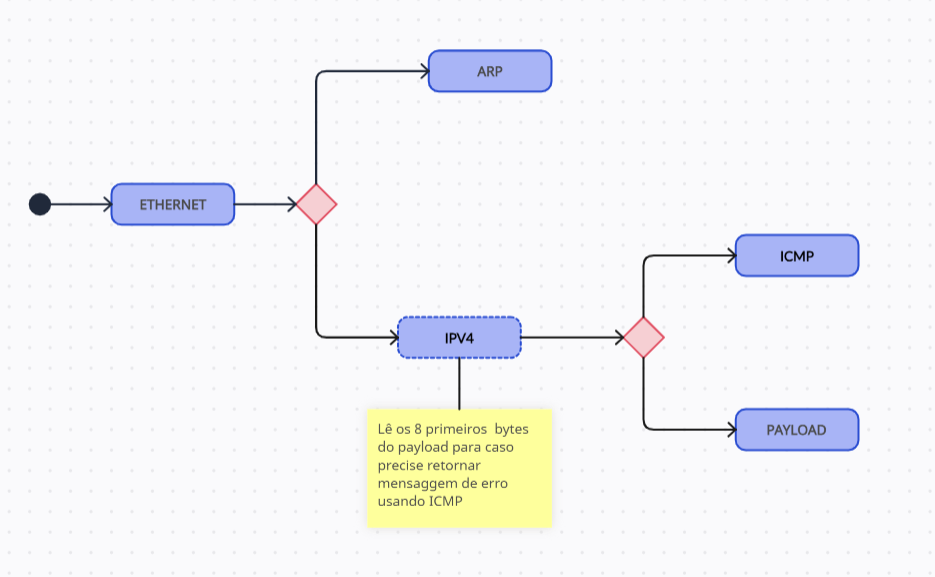 ARP
ETHERNET
ICMP
IPV4
Lê os 8 primeiros bytes
do payload para caso
precise retornar
mensaggem de erro
usando ICMP
PAYLOAD